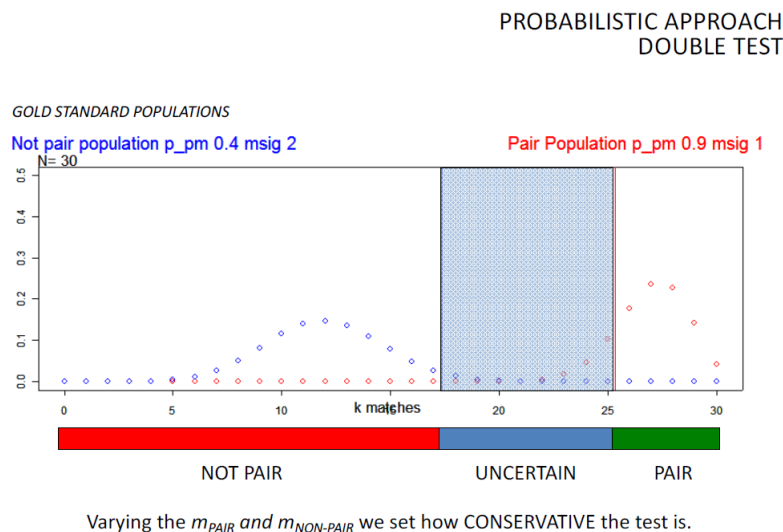 PROBABILISTIC APPROACH
DOUBLE TEST
GOLD STANDARD POPULATIONS
Not pair population p_pm 0.4 msig 2
Pair Population p_pm 0.9 msig 1
N= 30
0.5
0.4
0.3
0.2
0.1
0.0
0 5 10 15 20 25 30
k matches
NOT PAIR UNCERTAIN PAIR
Varying the mPAIR and mNON-PAIR we set how CONSERVATIVE the test is.